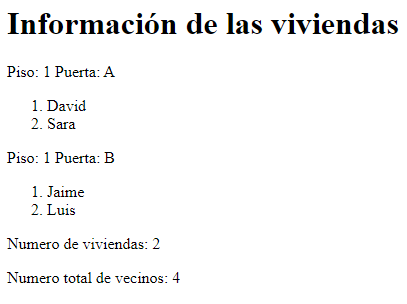 Información de las viviendas
Piso: 1 Puerta: A
1. David
2. Sara
Piso: 1 Puerta: B
1. Jaime
2. Luis
Numero de viviendas: 2
Numero total de vecinos: 4